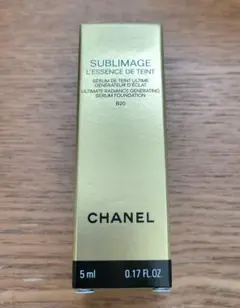 SUBLIMAGE
L'ESSENCE DE TEINT
SÉRUM DE TEINT ULTIME
GÉNÉRATEUR D'ÉCLAT
ULTIMATE RADIANCE-GENERATING
SERUM FOUNDATION
B20
CHANEL
5 ml 0.17 FL.OZ